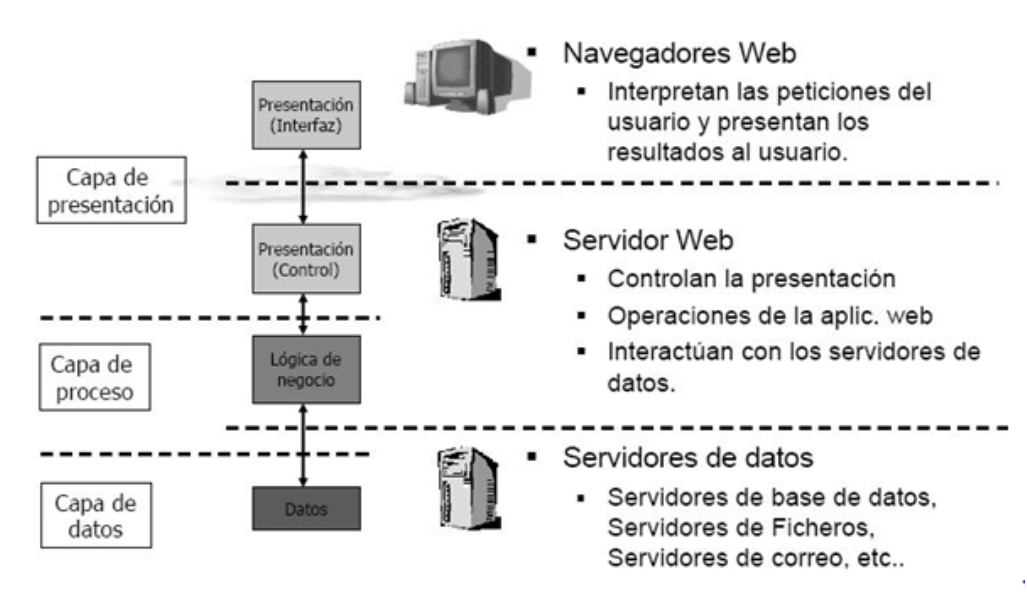 ▪ Navegadores Web
▪ Interpretan las peticiones del
usuario y presentan los
resultados al usuario.
Presentación
(Interfaz)
Capa de
presentación
Presentación
(Control)
▪ Servidor Web
▪ Controlan la presentación
▪ Operaciones de la aplic. web
▪ Interactúan con los servidores de
datos.
Capa de
proceso
Lógica de
negocio
▪ Servidores de datos
▪ Servidores de base de datos,
Servidores de Ficheros,
Servidores de correo, etc..
Capa de
datos
Datos